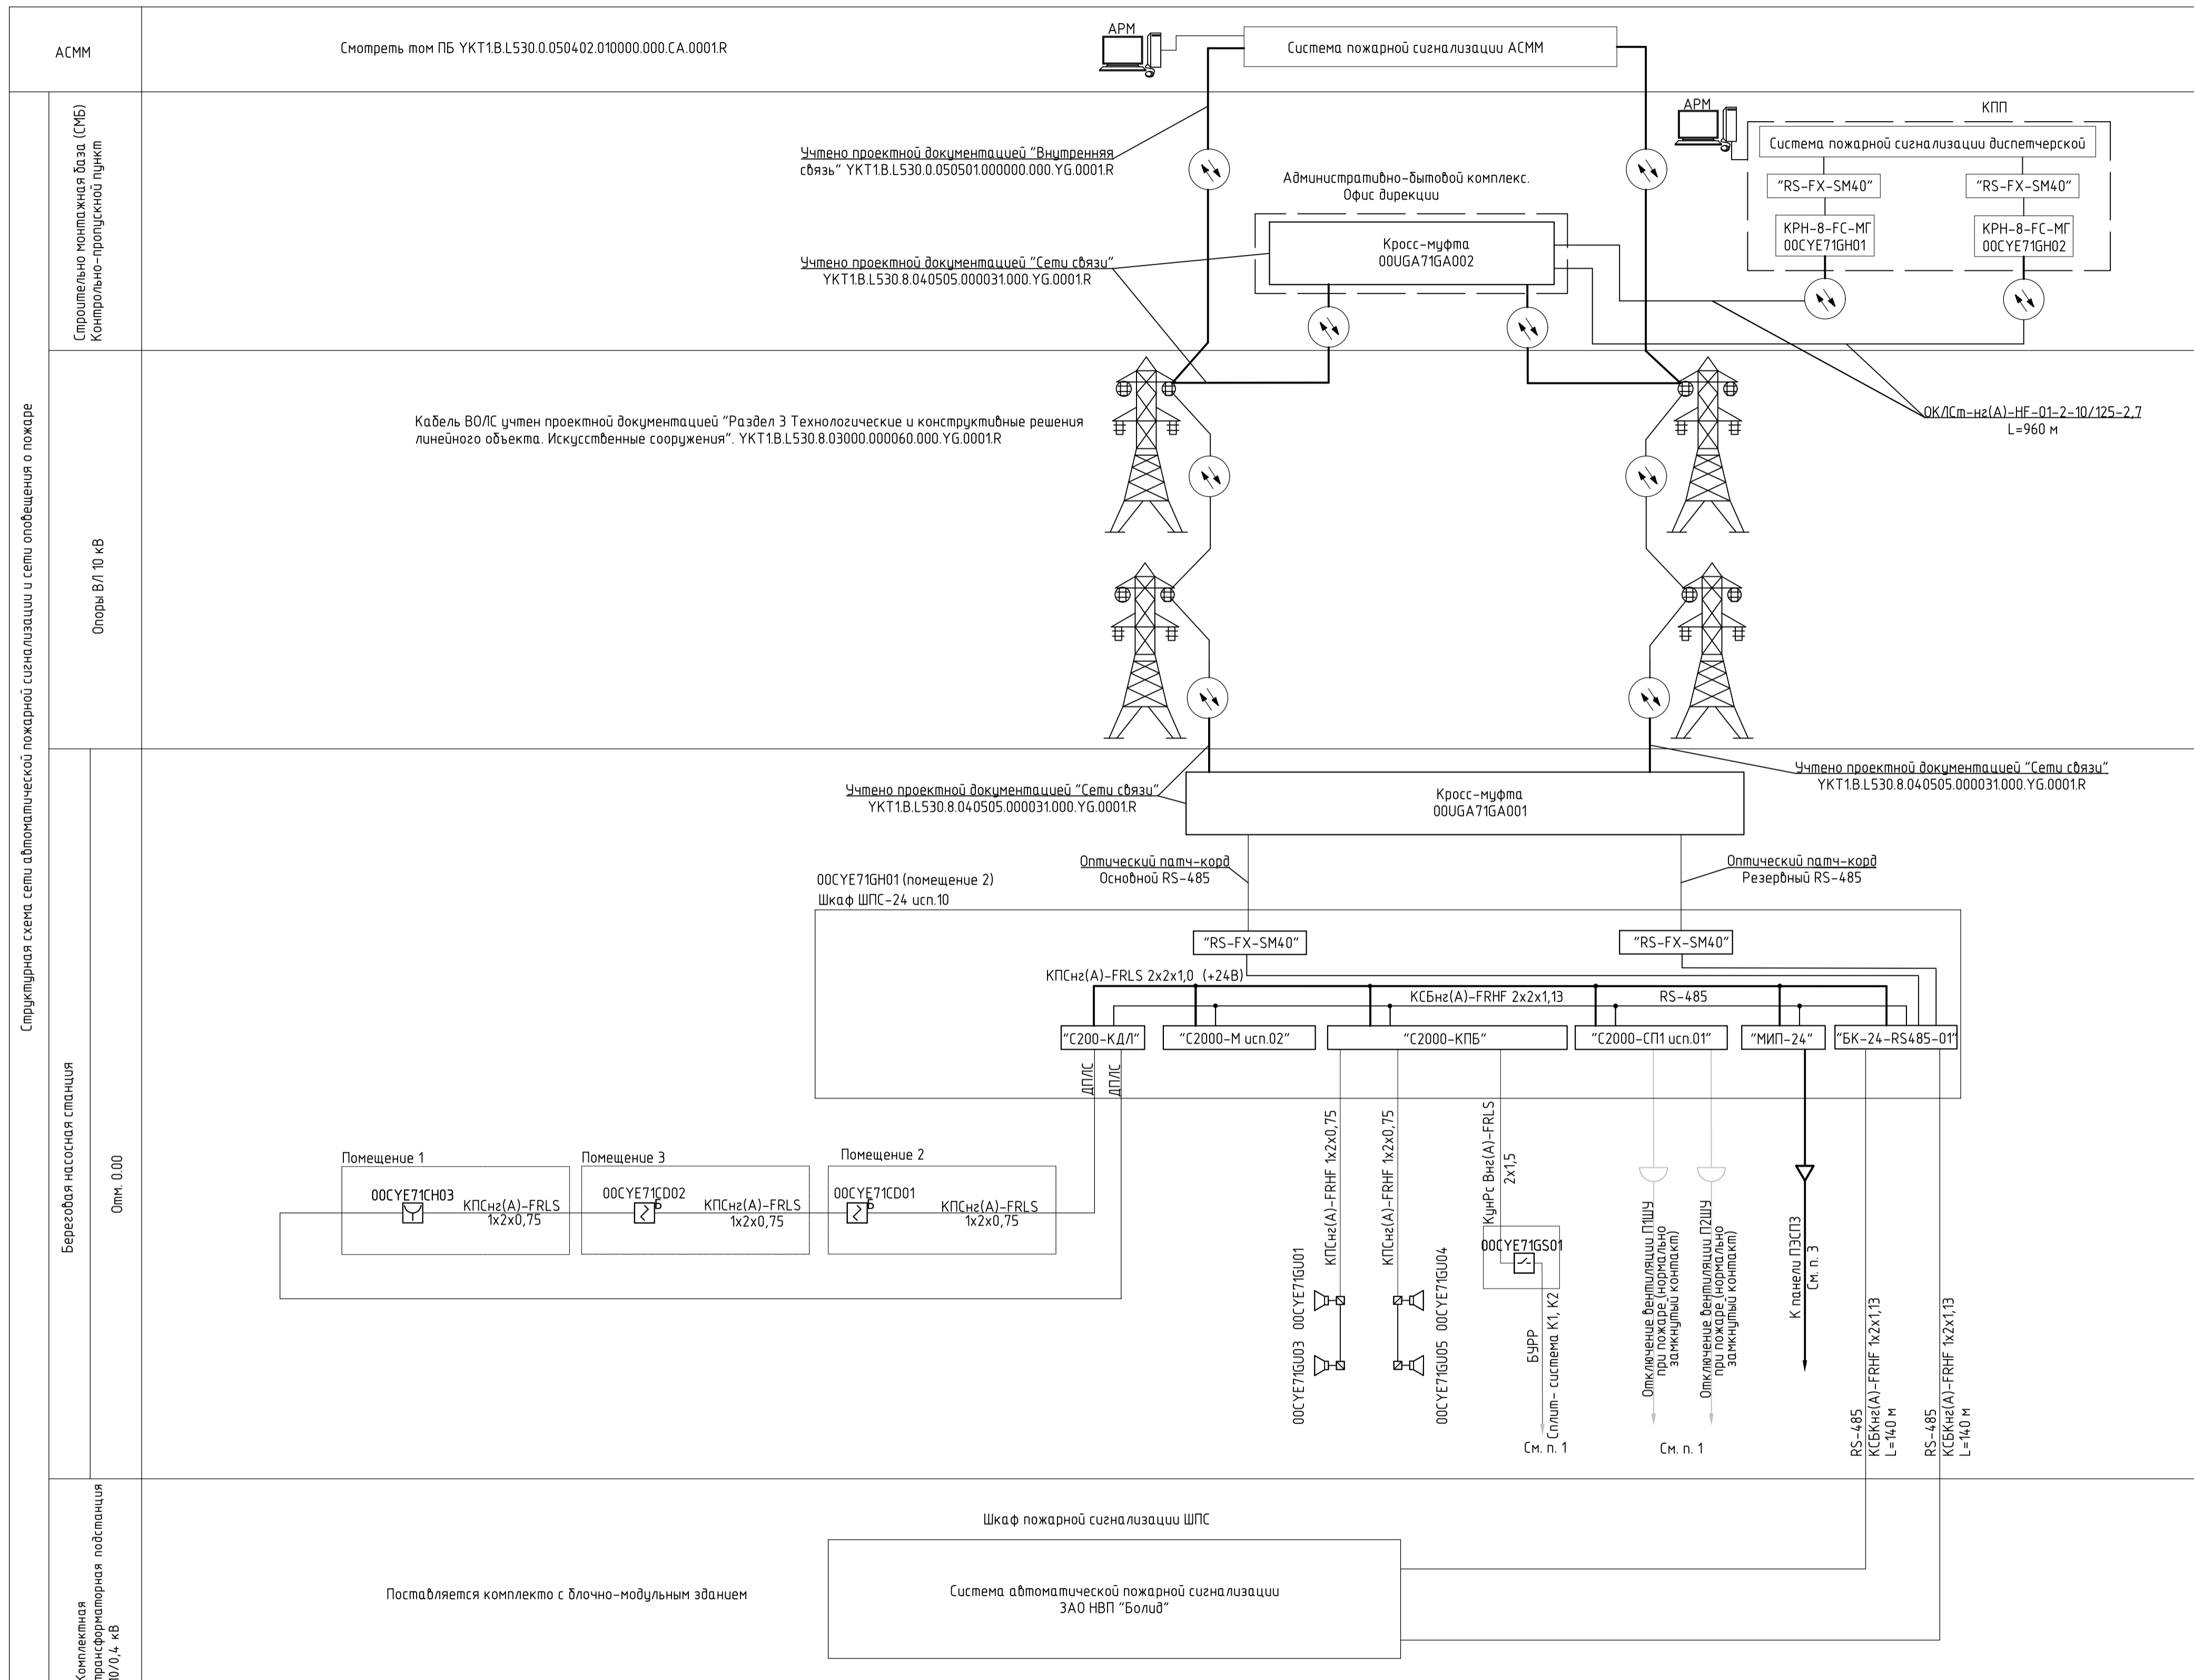 Структурная схема сети автоматической пожарной сигнализации и сети оповещения о пожаре
АСММ
Смотреть том ПБ YKT1.B.L530.0.050402.010000.000.CA.0001.R
АРМ
Система пожарной сигнализации АСММ
Строительно монтажная база (СМБ)
Контрольно-пропускной пункт
Учтено проектной документацией "Внутренняя
связь" YKT1.B.L530.0.050501.000000.000.YG.0001.R
Учтено проектной документацией "Сети связи"
YKT1.B.L530.8.040505.000031.000.YG.0001.R
Административно-бытовой комплекс.
Офис дирекции
Кросс-муфта
00UGA71GA002
АРМ
КПП
Система пожарной сигнализации диспетчерской
"RS-FX-SM40"
"RS-FX-SM40"
КРН-8-FC-МГ
00CYE71GH01
КРН-8-FC-МГ
00CYE71GH02
Опоры ВЛ 10 кВ
Кабель ВОЛС учтен проектной документацией "Раздел 3 Технологические и конструктивные решения
линейного объекта. Искусственные сооружения". YKT1.B.L530.8.03000.000060.000.YG.0001.R
ОКЛСт-нг(А)-HF-01-2-10/125-2,7
L=960 м
Береговая насосная станция
Отм. 0.00
Учтено проектной документацией "Сети связи"
YKT1.B.L530.8.040505.000031.000.YG.0001.R
Кросс-муфта
00UGA71GA001
Учтено проектной документацией "Сети связи"
YKT1.B.L530.8.040505.000031.000.YG.0001.R
Оптический патч-корд
Основной RS-485
Оптический патч-корд
Резервный RS-485
00CYE71GH01 (помещение 2)
Шкаф ШПС-24 исп.10
"RS-FX-SM40"
"RS-FX-SM40"
КПСнг(А)-FRLS 2x2x1,0 (+24В)
КСБнг(А)-FRHF 2x2x1,13
RS-485
"С200-КДЛ"
"С2000-М исп.02"
"С2000-КПБ"
"С2000-СП1 исп.01"
"МИП-24"
"БК-24-RS485-01"
ДПЛС
ДПЛС
Помещение 1
00CYE71CH03
КПСнг(А)-FRLS
1x2x0,75
Помещение 3
00CYE71CD02
Б
КПСнг(А)-FRLS
1x2x0,75
Помещение 2
00CYE71CD01
Б
КПСнг(А)-FRLS
1x2x0,75
КПСнг(А)-FRHF 1x2x0,75
КПСнг(А)-FRHF 1x2x0,75
КунРс Внг(А)-FRLS
2x1,5
00CYE71GU03 00CYE71GU01
00CYE71GU05 00CYE71GU04
00CYE71GS01
БУРР
Сплит- система К1, К2
См. п. 1
Отключение вентиляции П1ШУ
при пожаре (нормально
замкнутый контакт)
Отключение вентиляции П2ШУ
при пожаре (нормально
замкнутый контакт)
См. п. 1
К панели ПЭСПЗ
См. п. 3
RS-485
КСБКнг(А)-FRHF 1x2x1,13
L=140 м
RS-485
КСБКнг(А)-FRHF 1x2x1,13
L=140 м
Комплектная
трансформаторная подстанция
10/0,4 кВ
Поставляется комплекто с блочно-модульным зданием
Шкаф пожарной сигнализации ШПС
Система автоматической пожарной сигнализации
ЗАО НВП "Болид"